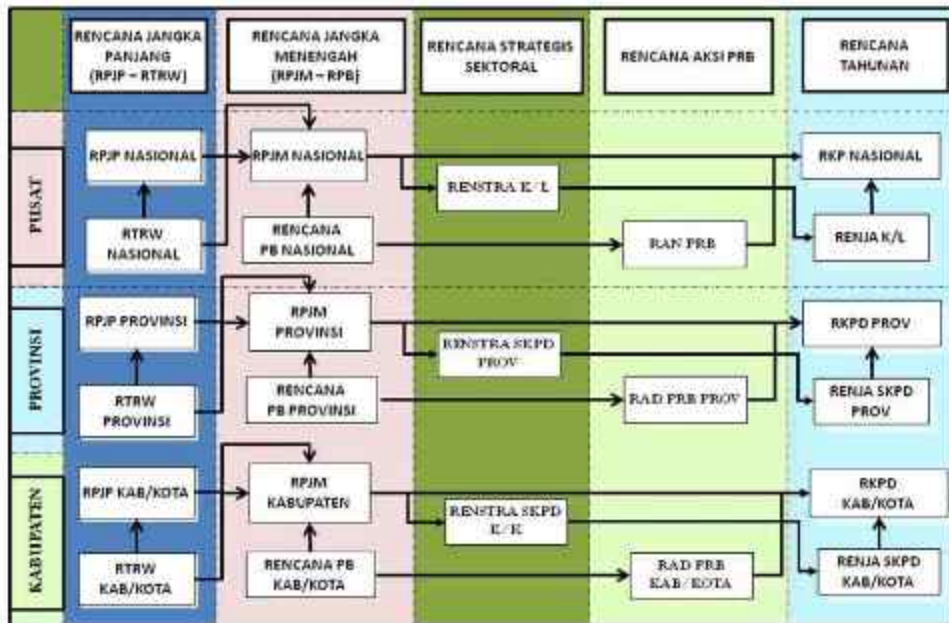 RENCANA JANGKA
PANJANG
(RPJP – RTRW)
RENCANA JANGKA
MENENGAH
(RPJM – RPB)
RENCANA STRATEGIS
SEKTORAL
RENCANA AKSI PRB
RENCANA
TAHUNAN
PUSAT
RPJP NASIONAL
RPJM NASIONAL
RKP NASIONAL
RENSTRA K/L
RTRW
NASIONAL
RENCANA
PB NASIONAL
RAN PRB
RENJA K/L
PROVINSI
RPJP PROVINSI
RPJM
PROVINSI
RKPD PROV
RENSTRA SKPD
PROV
RTRW
PROVINSI
RENCANA
PB PROVINSI
RAD PRB PROV
RENJA SKPD
PROV
KABUPATEN
RPJP KAB/KOTA
RPJM
KABUPATEN
RKPD
KAB/KOTA
RENSTRA SKPD
K/K
RTRW
KAB/KOTA
RENCANA PB
KAB/KOTA
RAD PRB
KAB/KOTA
RENJA SKPD
KAB/KOTA